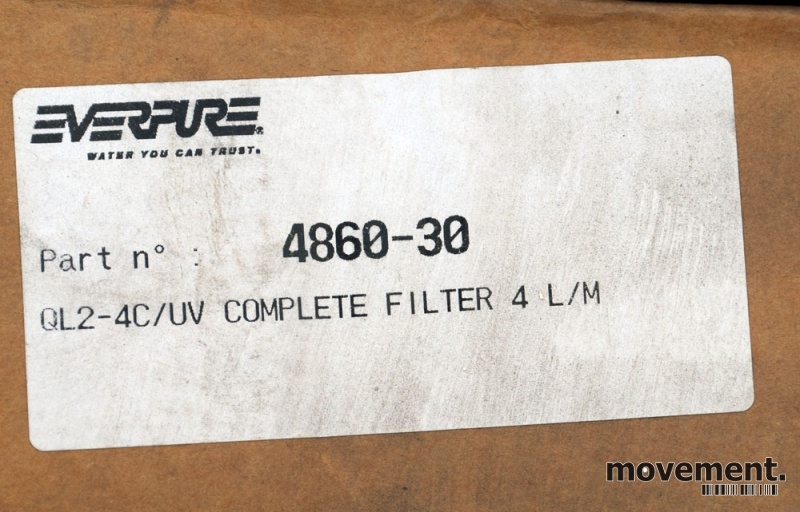 EVERPURE®
WATER YOU CAN TRUST.
Part n° : 4860-30
QL2-4C/UV COMPLETE FILTER 4 L/M
movement.